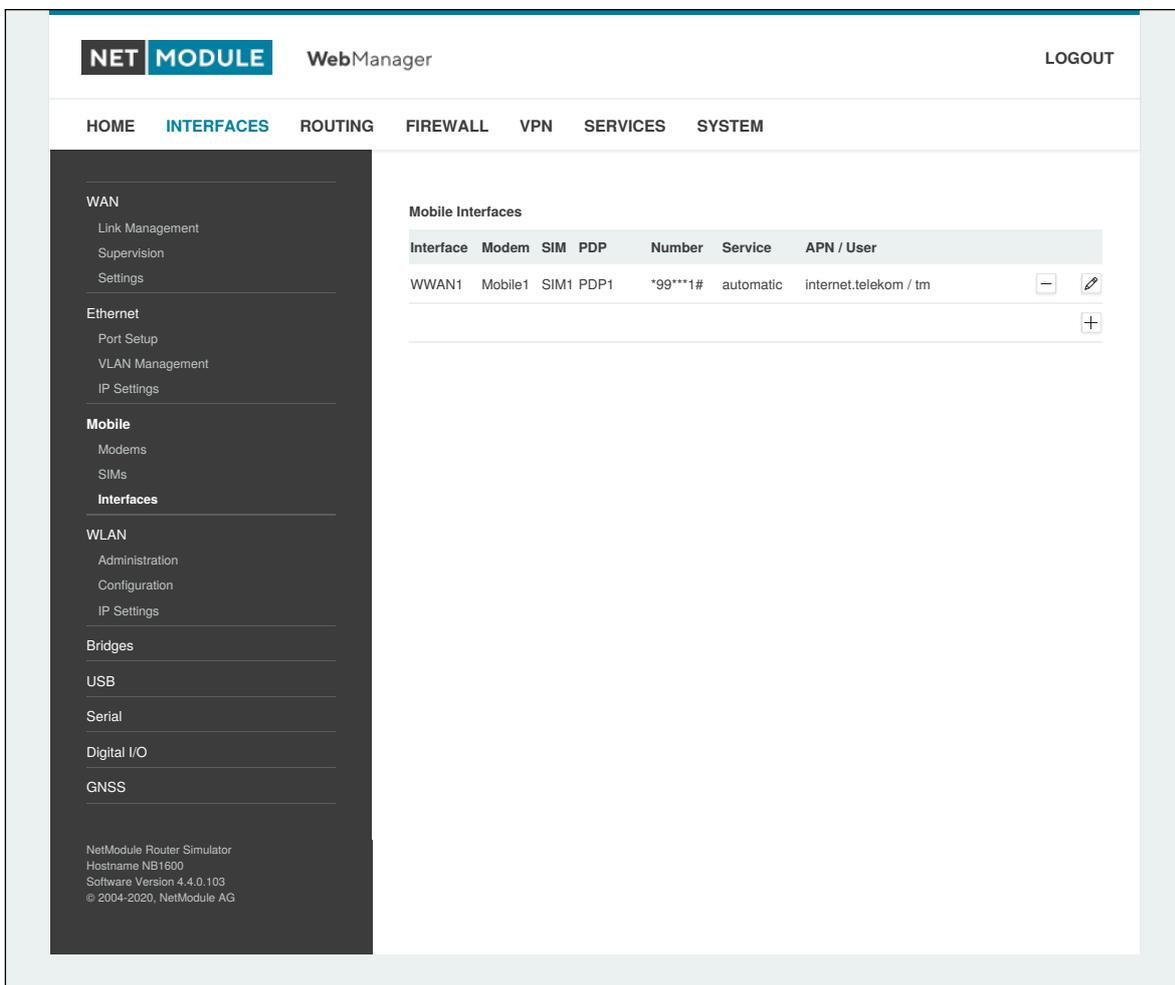 NET MODULE WebManager LOGOUT
HOME INTERFACES ROUTING FIREWALL VPN SERVICES SYSTEM
WAN
Link Management
Supervision
Settings
Ethernet
Port Setup
VLAN Management
IP Settings
Mobile
Modems
SIMs
Interfaces
WLAN
Administration
Configuration
IP Settings
Bridges
USB
Serial
Digital I/O
GNSS
NetModule Router Simulator
Hostname NB1600
Software Version 4.4.0.103
© 2004-2020, NetModule AG
Mobile Interfaces
Interface Modem SIM PDP Number Service APN / User
WWAN1 Mobile1 SIM1 PDP1 *99***1# automatic internet.telekom / tm